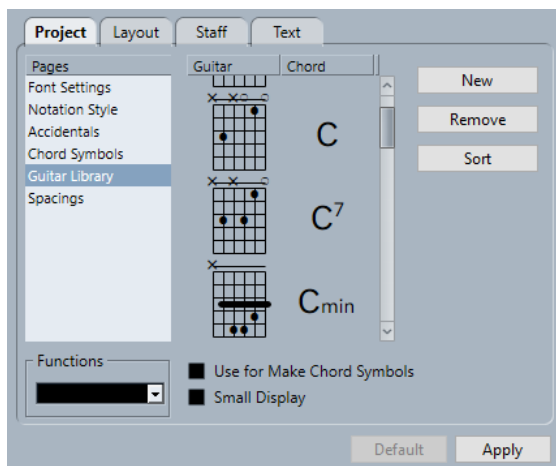 Project Layout Staff Text
Pages
Font Settings
Notation Style
Accidentals
Chord Symbols
Guitar Library
Spacings
Guitar Chord
C
C7
Cmin
New
Remove
Sort
Functions
Use for Make Chord Symbols
Small Display
Default Apply